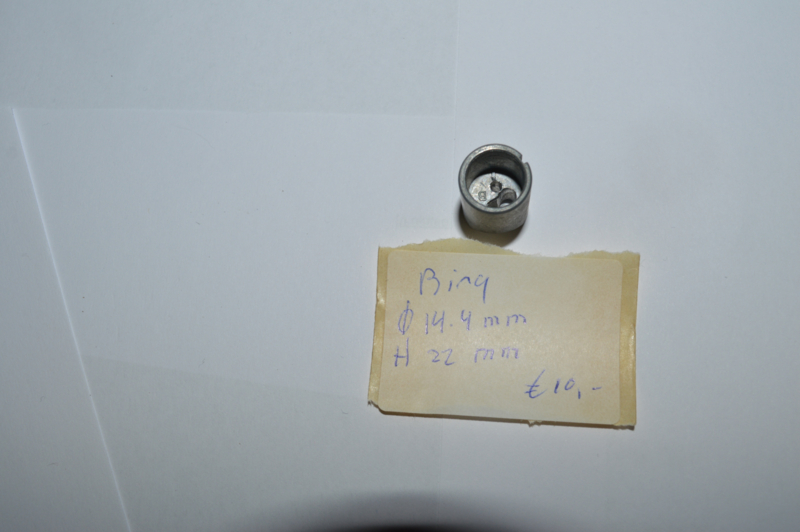 Bing
ϕ 14.4 mm
H 22 mm
€ 10,-